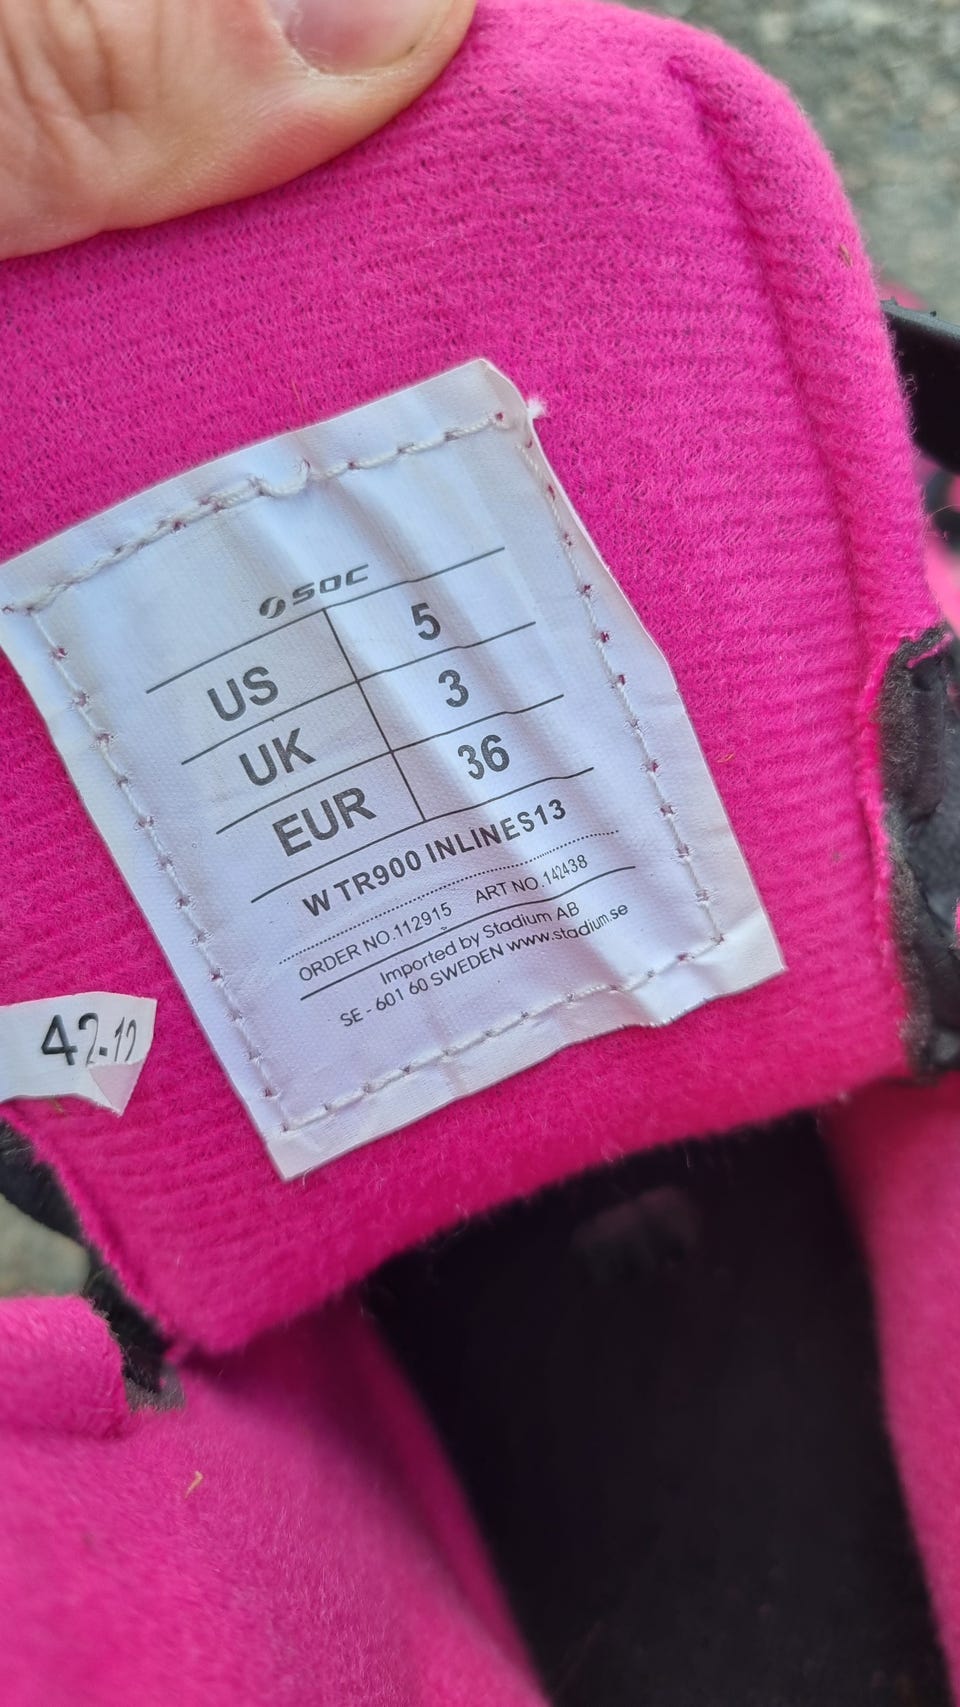 SOC
US 5
UK 3
EUR 36
W TR900 INLINES13
ORDER NO.112915 ART NO.142438
Imported by Stadium AB
SE - 601 60 SWEDEN www.stadium.se
42.12